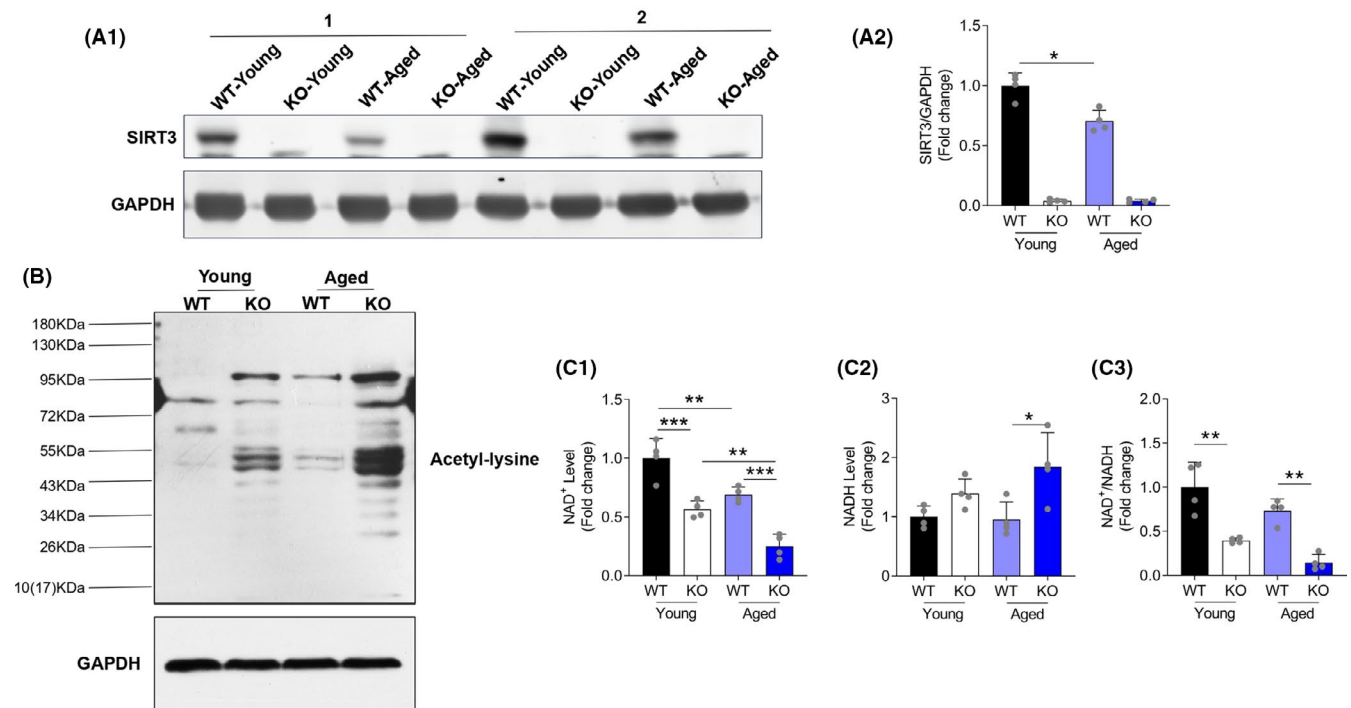 (A1)
1
2
WT-Young
KO-Young
WT-Aged
KO-Aged
WT-Young
KO-Young
WT-Aged
KO-Aged
SIRT3
GAPDH
(A2)
SIRT3/GAPDH
(Fold change)
1.5
1.0
0.5
0.0
*
WT
KO
WT
KO
Young
Aged
(B)
Young
Aged
WT
KO
WT
KO
180KDa
130KDa
95KDa
72KDa
55KDa
43KDa
34KDa
26KDa
10(17)KDa
Acetyl-lysine
GAPDH
(C1)
NAD⁺ Level
(Fold change)
1.5
1.0
0.5
0.0
**
***
**
***
WT
KO
WT
KO
Young
Aged
(C2)
NADH Level
(Fold change)
3
2
1
0
*
WT
KO
WT
KO
Young
Aged
(C3)
NAD⁺/NADH
(Fold change)
2.0
1.5
1.0
0.5
0.0
**
**
WT
KO
WT
KO
Young
Aged